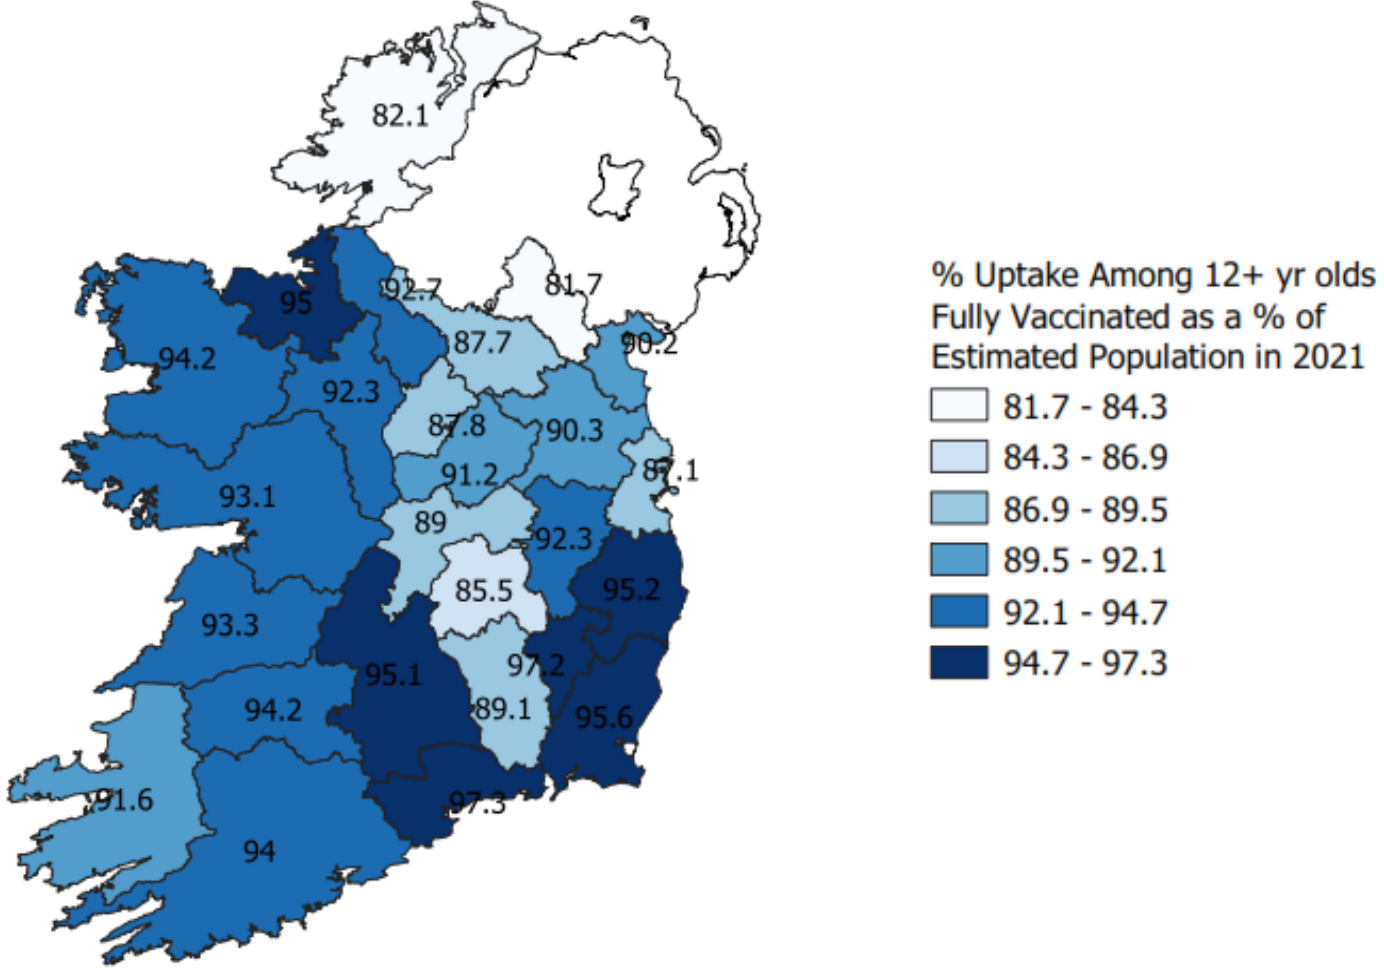 82.1
81.7
92.7
95
87.7
90.2
94.2
92.3
87.8
90.3
91.2
87.1
93.1
89
92.3
85.5
95.2
93.3
97.2
95.1
94.2
89.1
95.6
91.6
97.3
94
% Uptake Among 12+ yr olds
Fully Vaccinated as a % of
Estimated Population in 2021
81.7 - 84.3
84.3 - 86.9
86.9 - 89.5
89.5 - 92.1
92.1 - 94.7
94.7 - 97.3